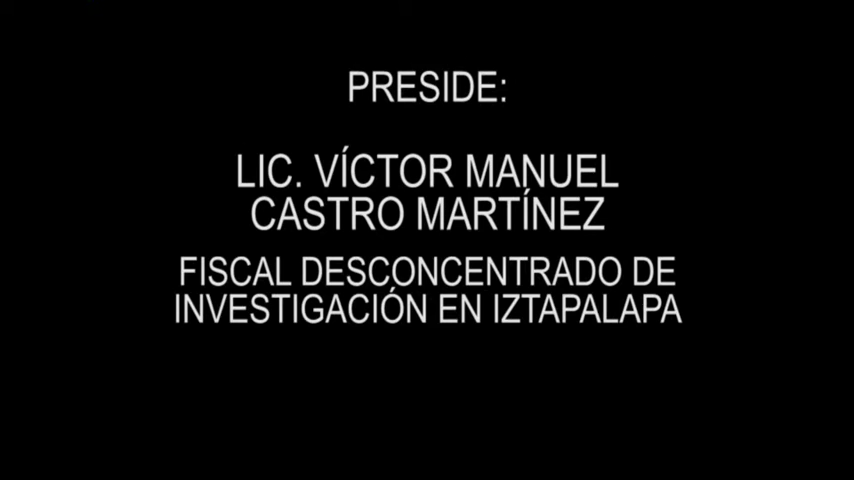 PRESIDE:
LIC. VÍCTOR MANUEL
CASTRO MARTÍNEZ
FISCAL DESCONCENTRADO DE
INVESTIGACIÓN EN IZTAPALAPA